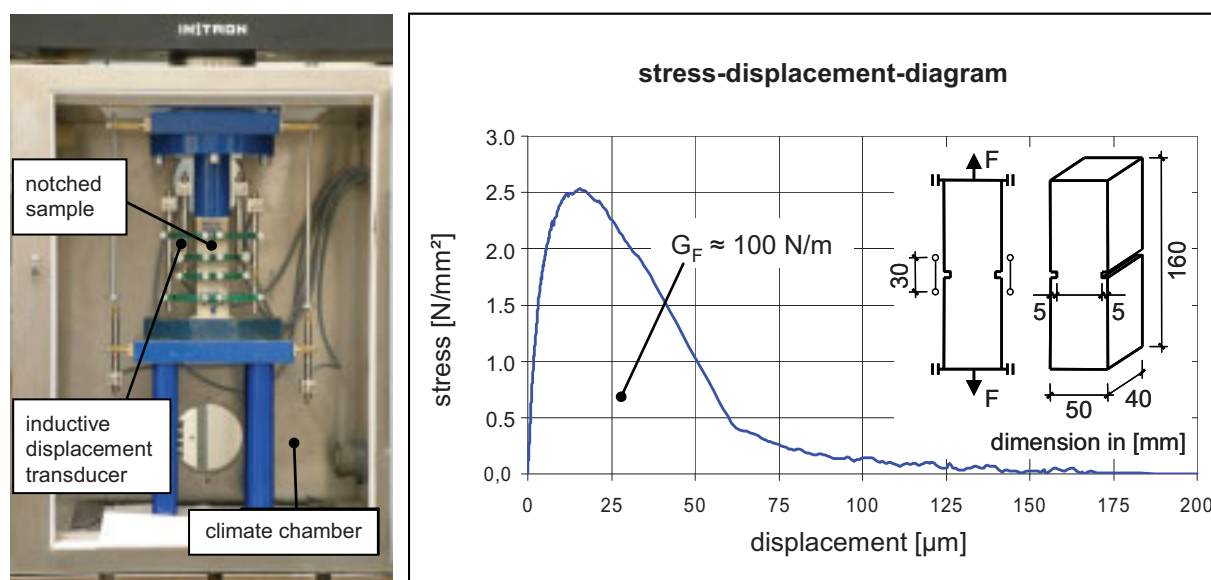 INSTRON
notched
sample
inductive
displacement
transducer
climate chamber
stress-displacement-diagram
stress [N/mm²]
3.0
2.5
2.0
1.5
1.0
0.5
0,0
0
25
50
75
100
125
150
175
200
displacement [µm]
G_F ≈ 100 N/m
F
F
30
5
5
160
50
40
dimension in [mm]